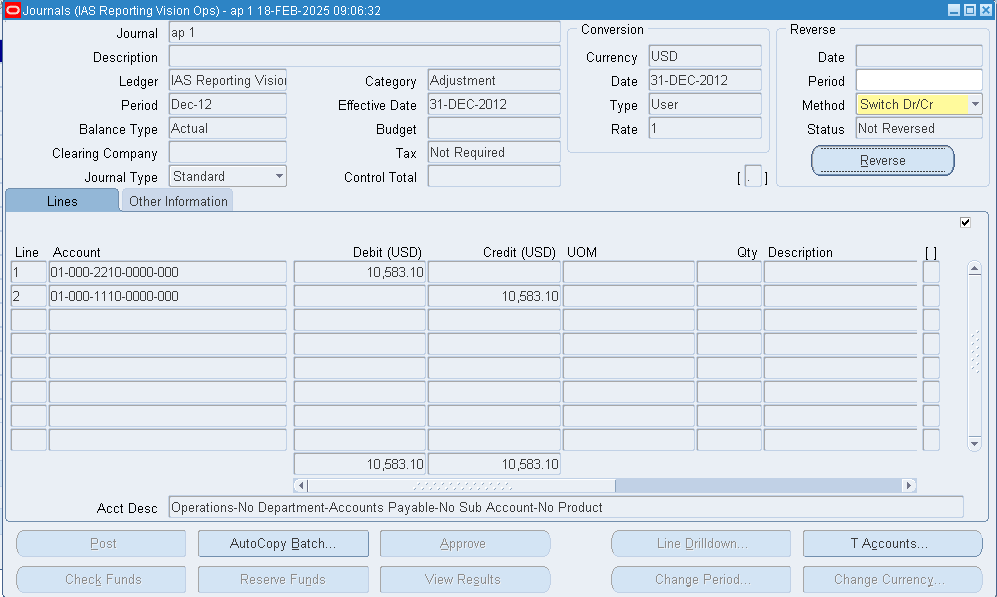 Journals (IAS Reporting Vision Ops) - ap 1 18-FEB-2025 09:06:32
Journal ap 1
Description
Ledger IAS Reporting Vision
Category Adjustment
Period Dec-12
Effective Date 31-DEC-2012
Balance Type Actual
Budget
Clearing Company
Tax Not Required
Journal Type Standard
Control Total
Conversion
Currency USD
Date 31-DEC-2012
Type User
Rate 1
Reverse
Date
Period
Method Switch Dr/Cr
Status Not Reversed
Reverse
[ . ]
Lines Other Information
Line Account Debit (USD) Credit (USD) UOM Qty Description [ ]
1 01-000-2210-0000-000 10,583.10
2 01-000-1110-0000-000 10,583.10
10,583.10 10,583.10
Acct Desc Operations-No Department-Accounts Payable-No Sub Account-No Product
Post AutoCopy Batch... Approve Line Drilldown... T Accounts...
Check Funds Reserve Funds View Results Change Period... Change Currency...